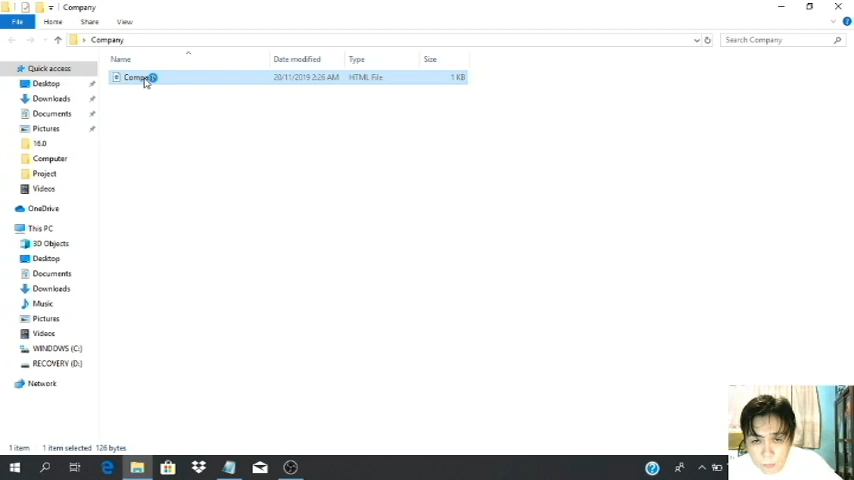 Company
File Home Share View
Company
Search Company
Name Date modified Type Size
20/11/2019 2:26 AM HTML File 1 KB
Quick access
Desktop
Downloads
Documents
Pictures
16.0
Computer
Project
Videos
OneDrive
This PC
3D Objects
Desktop
Documents
Downloads
Music
Pictures
Videos
WINDOWS (C:)
RECOVERY (D:)
Network
1 item 1 item selected 126 bytes